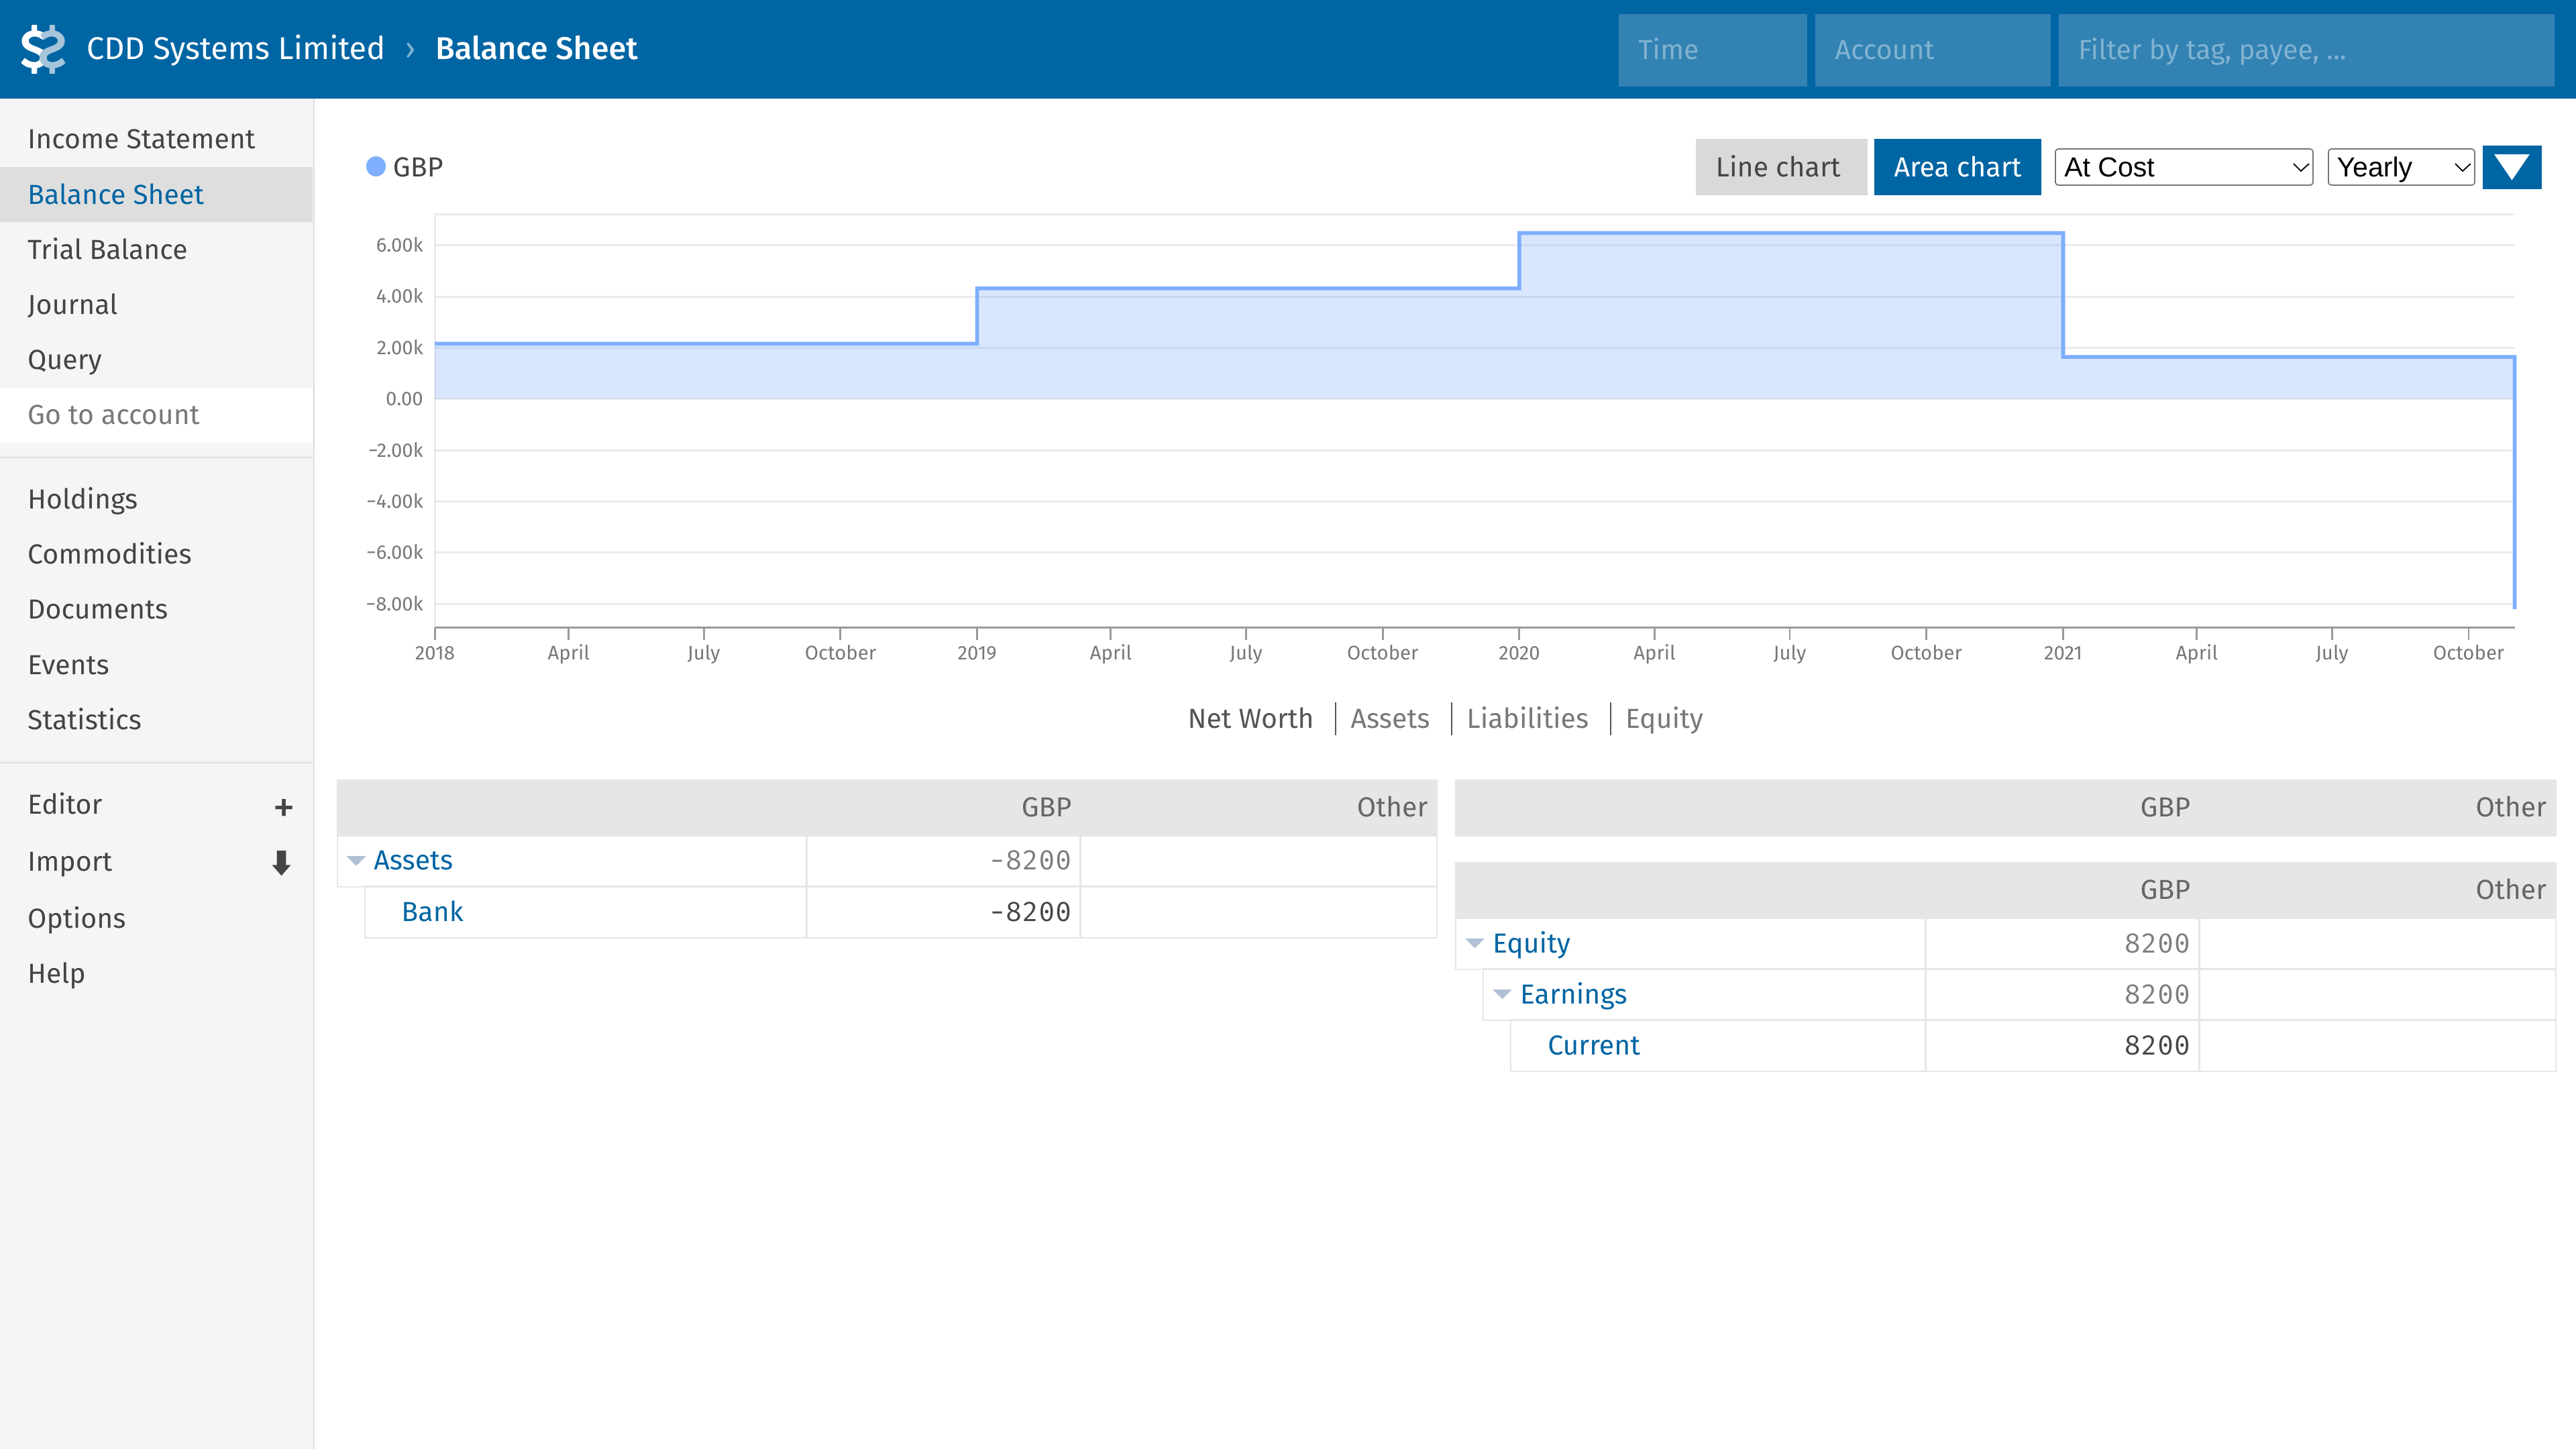 CDD Systems Limited › Balance Sheet
Time
Account
Filter by tag, payee, ...
Income Statement
Balance Sheet
Trial Balance
Journal
Query
Go to account
Holdings
Commodities
Documents
Events
Statistics
Editor +
Import
Options
Help
GBP
Line chart
Area chart
At Cost
Yearly
6.00k
4.00k
2.00k
0.00
−2.00k
−4.00k
−6.00k
−8.00k
2018 April July October 2019 April July October 2020 April July October 2021 April July October
Net Worth Assets Liabilities Equity
GBP Other
Assets -8200
Bank -8200
GBP Other
GBP Other
Equity 8200
Earnings 8200
Current 8200